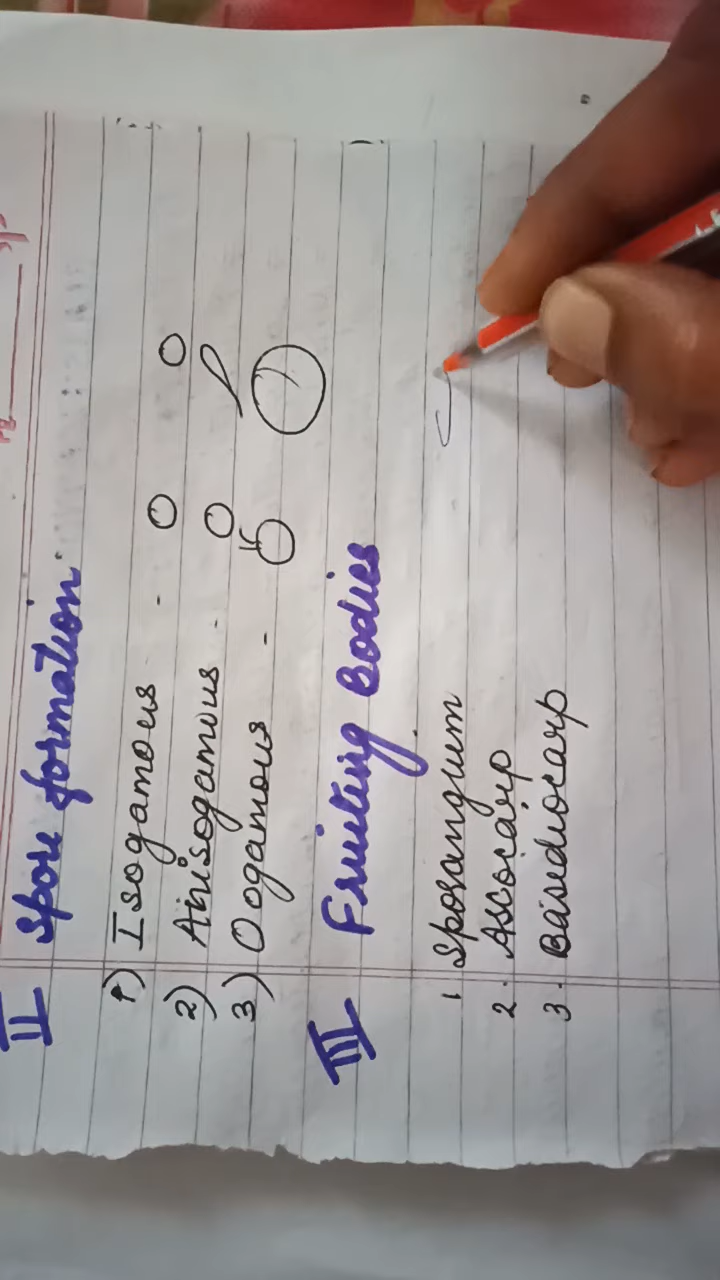 II Spore formation
1) Isogamous -
2) Anisogamous -
3) Oogamous -
III Fruiting Bodies
1 Sporangium
2. Ascocarp
3. Basidiocarp